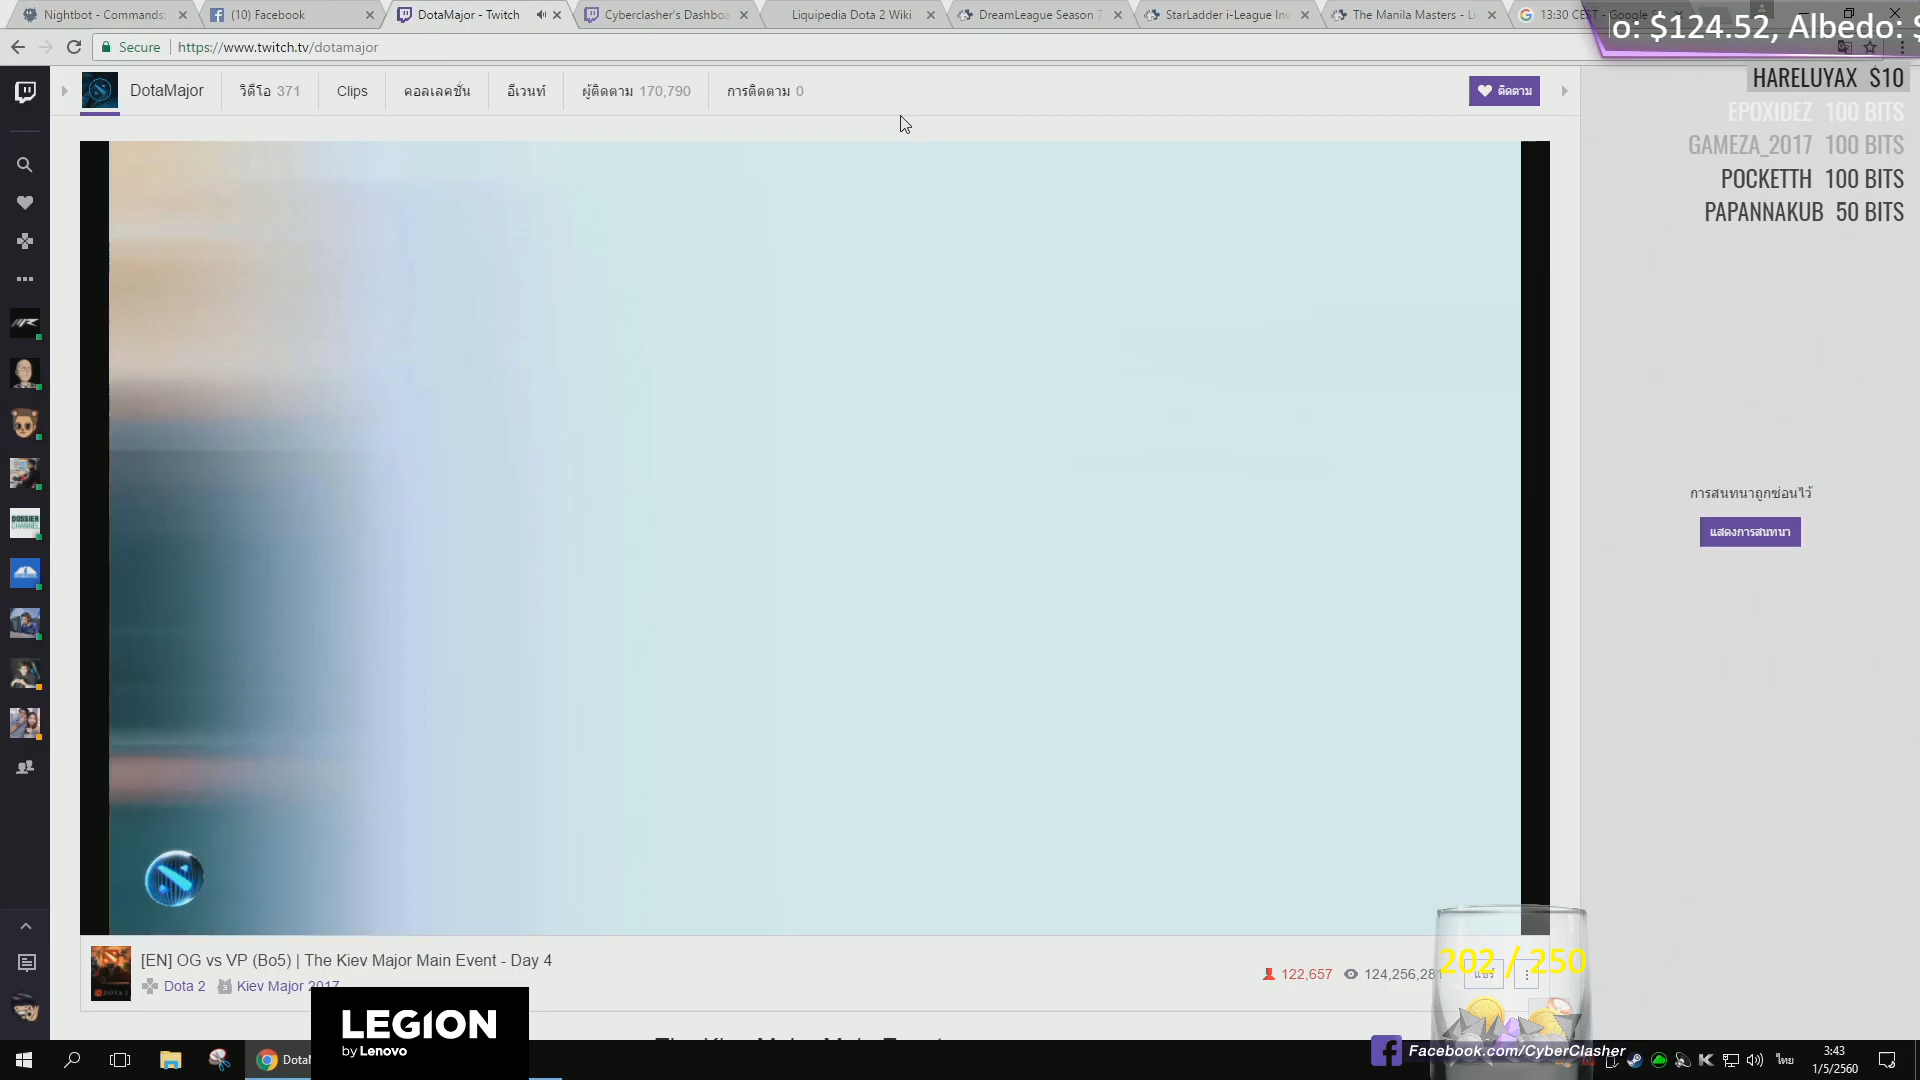 Nightbot - Commands:
(10) Facebook
DotaMajor - Twitch
Cyberclasher's Dashboa
Liquipedia Dota 2 Wiki
DreamLeague Season 7
StarLadder i-League Inv
The Manila Masters - Li
13:30 CEST - Google S
o: $124.52, Albedo: $
Secure
https://www.twitch.tv/dotamajor
DotaMajor
วิดีโอ 371
Clips
คอลเลคชั่น
อีเวนท์
ผู้ติดตาม 170,790
การติดตาม 0
ติดตาม
HARELUYAX $10
EPOXIDEZ 100 BITS
GAMEZA_2017 100 BITS
POCKETTH 100 BITS
PAPANNAKUB 50 BITS
DOSSIER
CHANNEL
การสนทนาถูกซ่อนไว้
แสดงการสนทนา
[EN] OG vs VP (Bo5) | The Kiev Major Main Event - Day 4
Dota 2
Kiev Major 2017
122,657
124,256,281
202 / 250
แชร์
LEGION
by Lenovo
Facebook.com/CyberClasher
ไทย
3:43
1/5/2560